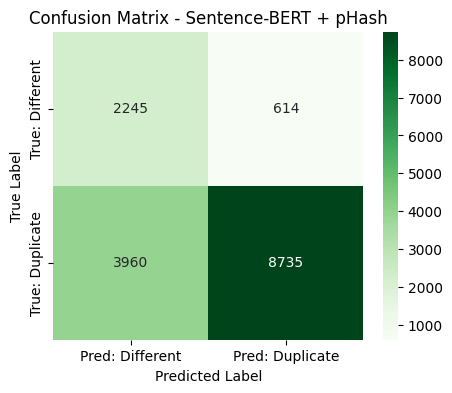 Confusion Matrix - Sentence-BERT + pHash
True Label
True: Different
True: Duplicate
2245 614
3960 8735
Pred: Different Pred: Duplicate
Predicted Label
8000
7000
6000
5000
4000
3000
2000
1000